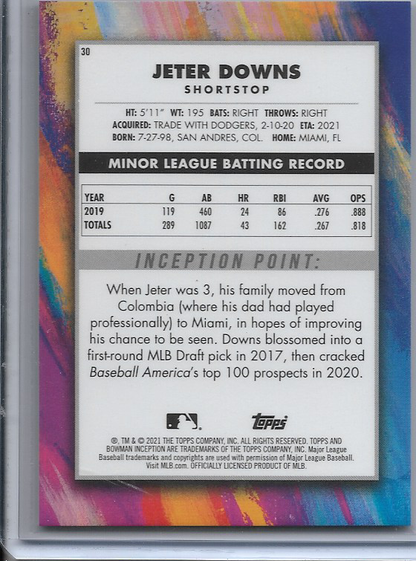 30
JETER DOWNS
SHORTSTOP
HT: 5'11" WT: 195 BATS: RIGHT THROWS: RIGHT
ACQUIRED: TRADE WITH DODGERS, 2-10-20 ETA: 2021
BORN: 7-27-98, SAN ANDRES, COL. HOME: MIAMI, FL
MINOR LEAGUE BATTING RECORD
YEAR G AB HR RBI AVG OPS
2019 119 460 24 86 .276 .888
TOTALS 289 1087 43 162 .267 .818
INCEPTION POINT:
When Jeter was 3, his family moved from
Colombia (where his dad had played
professionally) to Miami, in hopes of improving
his chance to be seen. Downs blossomed into a
first-round MLB Draft pick in 2017, then cracked
Baseball America's top 100 prospects in 2020.
Topps
®, TM & © 2021 THE TOPPS COMPANY, INC. ALL RIGHTS RESERVED. TOPPS AND
BOWMAN INCEPTION ARE TRADEMARKS OF THE TOPPS COMPANY, INC. Major League
Baseball trademarks and copyrights are used with permission of Major League Baseball.
Visit MLB.com. OFFICIALLY LICENSED PRODUCT OF MLB.